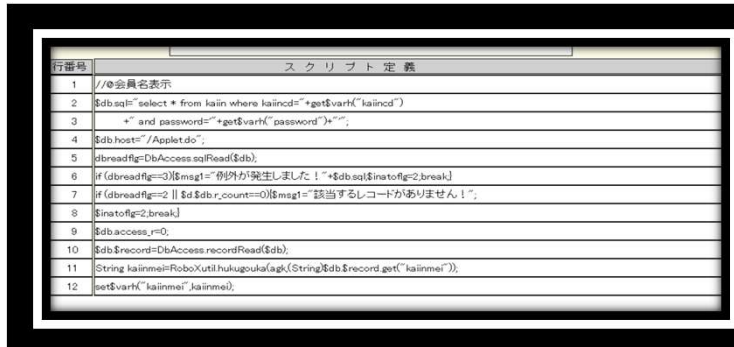 行番号 スクリプト定義
1 //@会員名表示
2 $db.sql="select * from kaiin where kaiincd="+get$varh("kaiincd")
3 +" and password='"+get$varh("password")+"'";
4 $db.host="/Applet.do";
5 dbreadflg=DbAccess.sqlRead($db);
6 if(dbreadflg==3){$msg1="例外が発生しました！"+$db.sql;$inatoflg=2;break;}
7 if(dbreadflg==2 || $d.$db.r_count==0){$msg1="該当するレコードがありません！";
8 $inatoflg=2;break;}
9 $db.access_r=0;
10 $db.$record=DbAccess.recordRead($db);
11 String kaiinmei=RoboXutil.hukugouka(agk,(String)$db.$record.get("kaiinmei"));
12 set$varh("kaiinmei",kaiinmei);